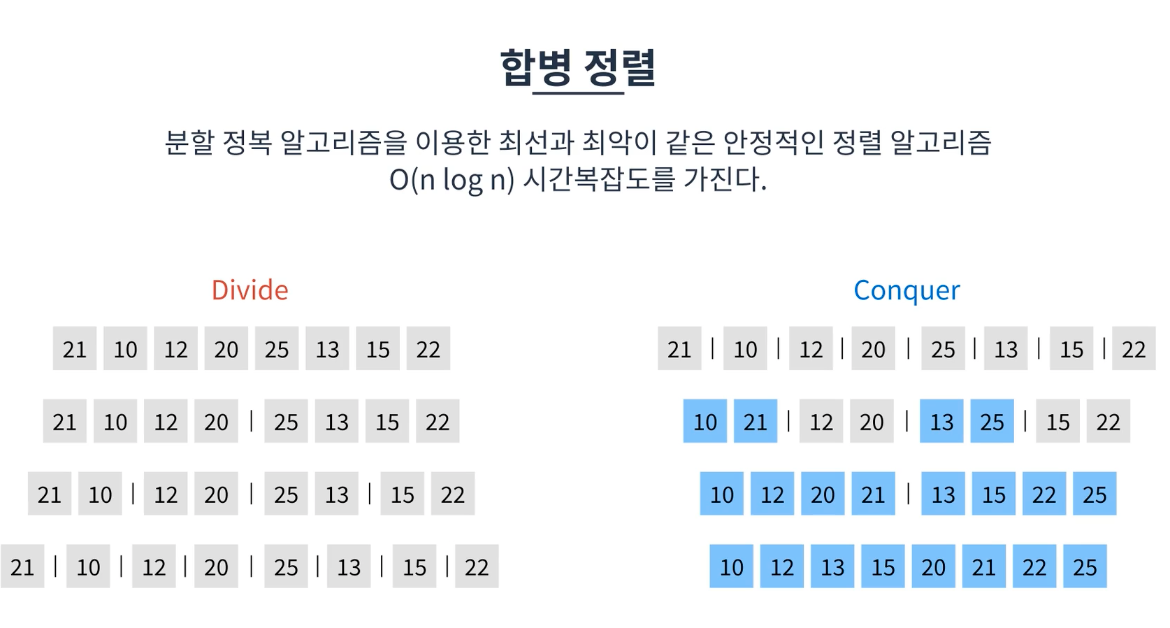 합병 정렬
분할 정복 알고리즘을 이용한 최선과 최악이 같은 안정적인 정렬 알고리즘
O(n log n) 시간복잡도를 가진다.
Divide
21 10 12 20 25 13 15 22
21 10 12 20 | 25 13 15 22
21 10 | 12 20 | 25 13 | 15 22
21 | 10 | 12 | 20 | 25 | 13 | 15 | 22
Conquer
21 | 10 | 12 | 20 | 25 | 13 | 15 | 22
10 21 | 12 20 | 13 25 | 15 22
10 12 20 21 | 13 15 22 25
10 12 13 15 20 21 22 25